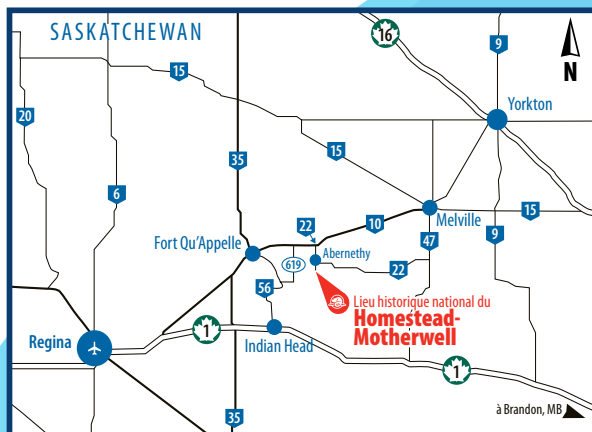 SASKATCHEWAN
16
9
N
15
20
Yorkton
35
15
6
22
10
Melville
15
Fort Qu'Appelle
Abernethy
47
9
619
22
56
Lieu historique national du
Homestead-
Motherwell
Regina
1
Indian Head
1
35
à Brandon, MB